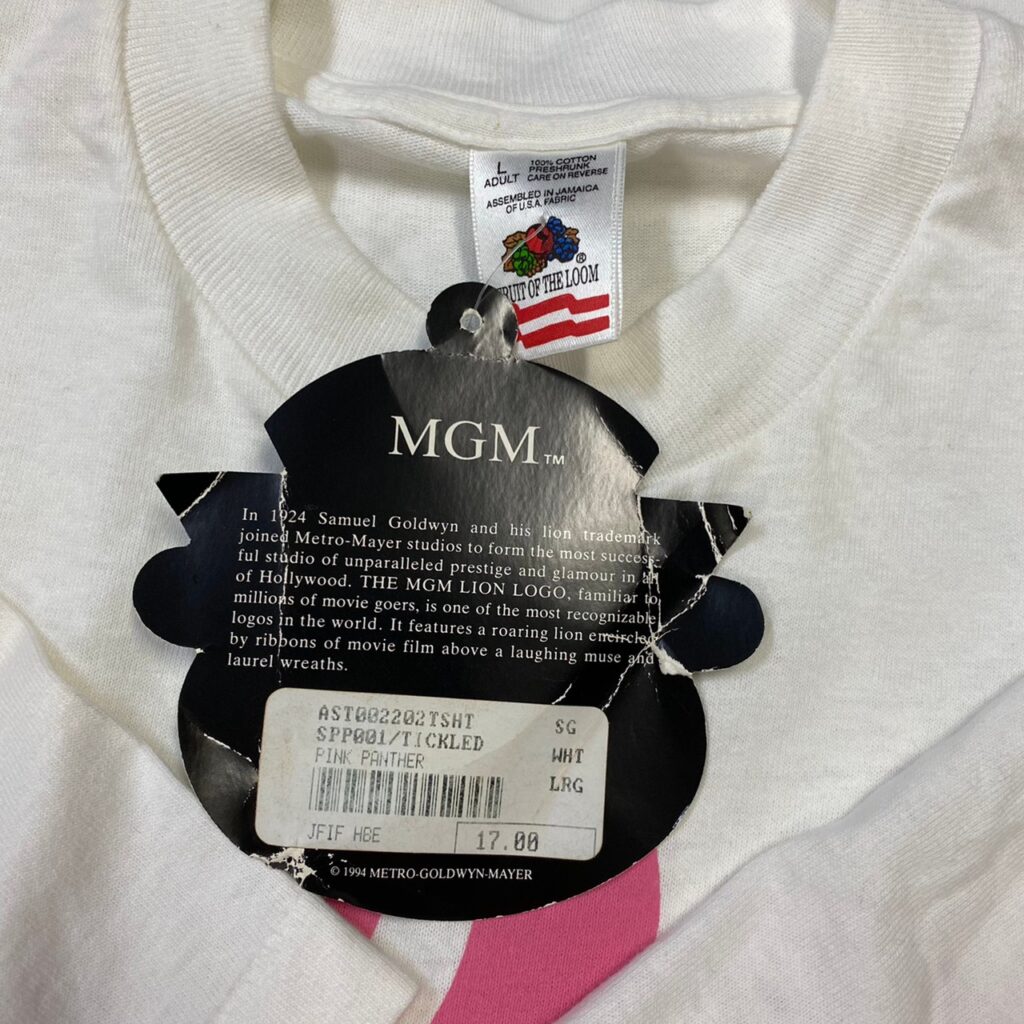 L
ADULT
100% COTTON
PRESHRUNK
CARE ON REVERSE
ASSEMBLED IN JAMAICA
OF U.S.A. FABRIC
®
FRUIT OF THE LOOM
MGM™
In 1924 Samuel Goldwyn and his lion trademark
joined Metro-Mayer studios to form the most success-
ful studio of unparalleled prestige and glamour in all
of Hollywood. THE MGM LION LOGO, familiar to
millions of movie goers, is one of the most recognizable
logos in the world. It features a roaring lion encircled
by ribbons of movie film above a laughing muse and
laurel wreaths.
AST002202TSHT SG
SPP001/TICKLED
PINK PANTHER WHT
LRG
JFIF HBE 17.00
© 1994 METRO-GOLDWYN-MAYER